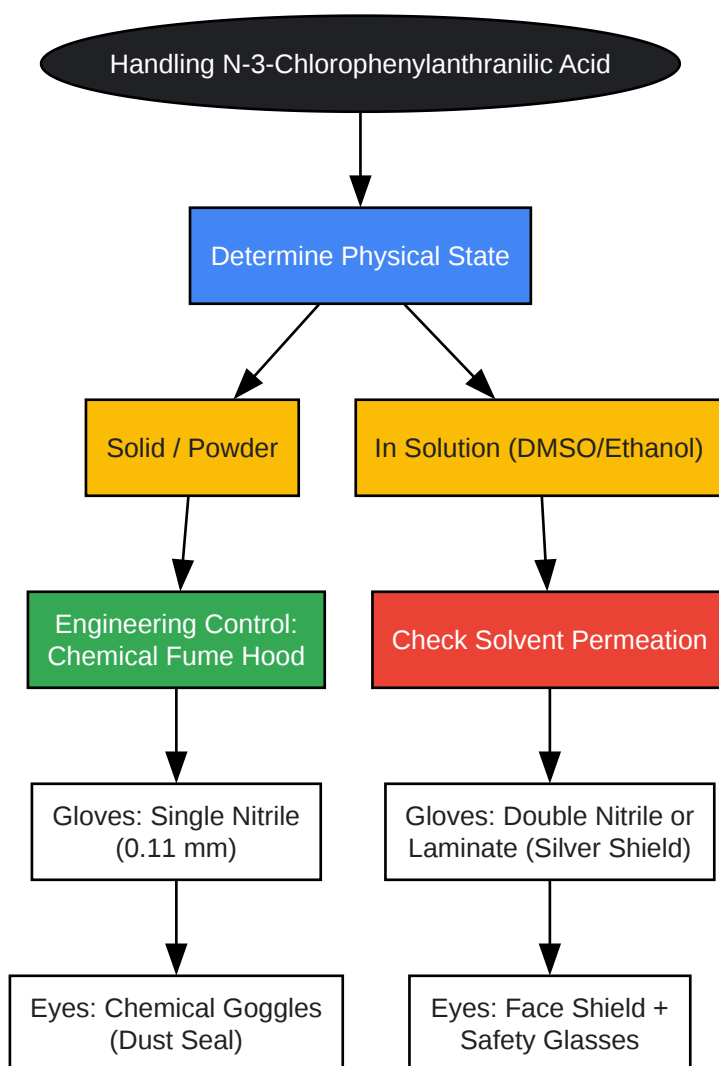 Handling N-3-Chlorophenylanthranilic Acid
Determine Physical State
Solid / Powder
In Solution (DMSO/Ethanol)
Engineering Control:
Chemical Fume Hood
Check Solvent Permeation
Gloves: Single Nitrile
(0.11 mm)
Gloves: Double Nitrile or
Laminate (Silver Shield)
Eyes: Chemical Goggles
(Dust Seal)
Eyes: Face Shield +
Safety Glasses